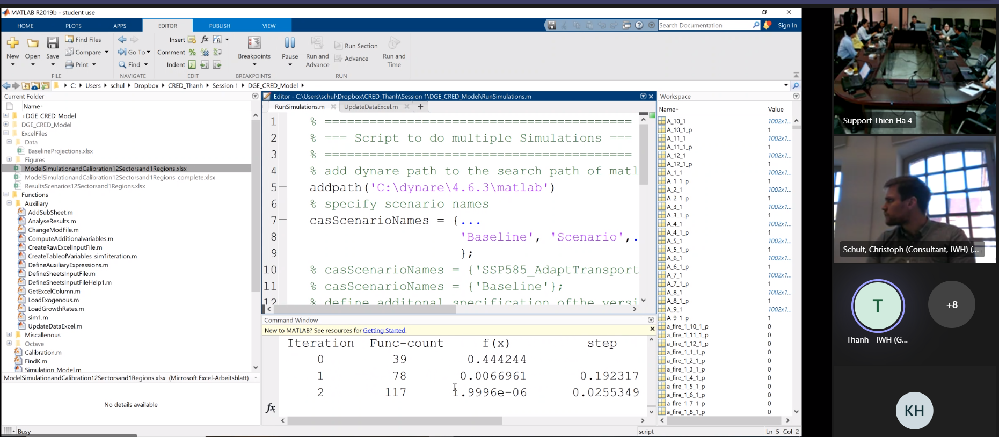 MATLAB R2019b - student use
HOME PLOTS APPS EDITOR PUBLISH VIEW
Search Documentation
Sign In
New
Open
Save
Find Files
Compare
Print
FILE
Go To
Find
NAVIGATE
Insert
Comment
Indent
EDIT
Breakpoints
BREAKPOINTS
Pause
Run and Advance
Run Section
Advance
Run and Time
RUN
C: Users schul Dropbox CRED_Thanh Session 1 DGE_CRED_Model
Current Folder
Name
+DGE_CRED_Model
DGE_CRED_Model
ExcelFiles
Data
BaselineProjections.xlsx
Figures
ModelSimulationandCalibration12Sectorsand1Regions.xlsx
ModelSimulationandCalibration12Sectorsand1Regions_complete.xlsx
ResultsScenarios12Sectorsand1Regions.xlsx
Functions
Auxiliary
AddSubSheet.m
AnalyseResults.m
ChangeModFile.m
ComputeAdditionalvariables.m
CreateRawExcelInputFile.m
CreateTableofVariables_sim1iteration.m
DefineAuxiliaryExpressions.m
DefineSheetsInputFile.m
DefineSheetsInputFileHelp1.m
GetExcelColumn.m
LoadExogenous.m
LoadGrowthRates.m
sim1.m
UpdateDataExcel.m
Miscallenous
Octave
Calibration.m
FindK.m
Simulation_Model.m
ModelSimulationandCalibration12Sectorsand1Regions.xlsx (Microsoft Excel-Arbeitsblatt)
No details available
Busy
Editor - C:\Users\schul\Dropbox\CRED_Thanh\Session 1\DGE_CRED_Model\RunSimulations.m
RunSimulations.m UpdateDataExcel.m
1 % =========================================
2 % === Script to do multiple Simulations ===
3 % =========================================
4 % add dynare path to the search path of matl
5 addpath('C:\dynare\4.6.3\matlab')
6 % specify scenario names
7 casScenarioNames = {...
8 'Baseline', 'Scenario',.
9 };
10 % casScenarioNames = {'SSP585_AdaptTransport
11 % casScenarioNames = {'Baseline'};
12 % define additonal specification ofthe versi
Command Window
New to MATLAB? See resources for Getting Started.
Iteration Func-count f(x) step
0 39 0.444244
1 78 0.0066961 0.192317
2 117 1.9996e-06 0.0255349
fx
script
Ln 5 Col 2
Workspace
Name Value
A_10_1 1002x1...
A_10_1_p 1
A_11_1 1002x1...
A_11_1_p 1
A_12_1 1002x1...
A_12_1_p 1
A_1_1 1002x1...
A_1_1_p 1
A_2_1 1002x1...
A_2_1_p 1
A_3_1 1002x1...
A_3_1_p 1
A_4_1 1002x1...
A_4_1_p 1
A_5_1 1002x1...
A_5_1_p 1
A_6_1 1002x1...
A_6_1_p 1
A_7_1 1002x1...
A_7_1_p 1
A_8_1 1002x1...
A_8_1_p 1
A_9_1 1002x1...
A_9_1_p 1
a_fire_1_10_1_p 0
a_fire_1_11_1_p 0
a_fire_1_12_1_p 0
a_fire_1_1_1_p 0
a_fire_1_2_1_p 0
a_fire_1_3_1_p 0
a_fire_1_4_1_p 0
a_fire_1_5_1_p 0
a_fire_1_6_1_p 0
a_fire_1_7_1_p 0
a_fire_1_8_1_p 0
Support Thien Ha 4
Schult, Christoph (Consultant, IWH) (...
T
+8
Thanh - IWH (G...
KH